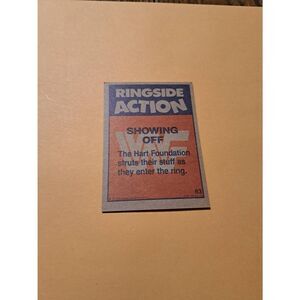 RINGSIDE
ACTION
SHOWING
OFF
The Hart Foundation
struts their stuff as
they enter the ring.
63